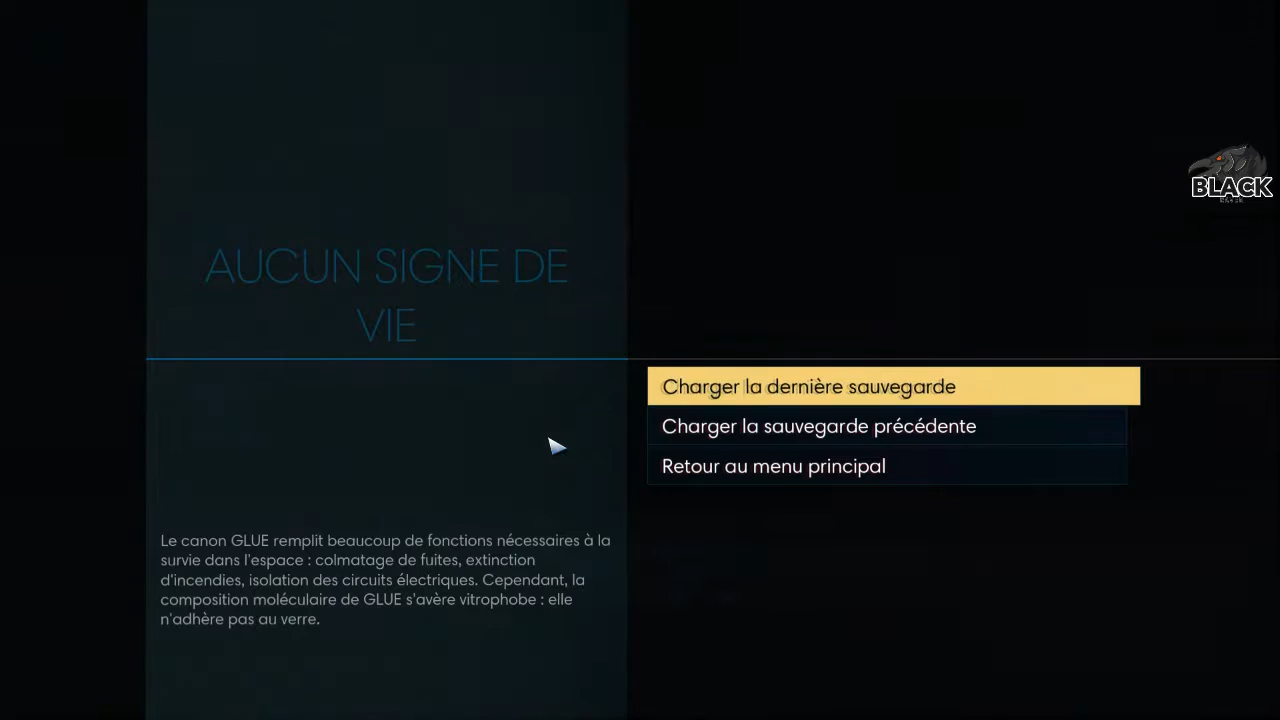 BLACK
AUCUN SIGNE DE
VIE
Charger la dernière sauvegarde
Charger la sauvegarde précédente
Retour au menu principal
Le canon GLUE remplit beaucoup de fonctions nécessaires à la
survie dans l'espace : colmatage de fuites, extinction
d'incendies, isolation des circuits électriques. Cependant, la
composition moléculaire de GLUE s'avère vitrophobe : elle
n'adhère pas au verre.